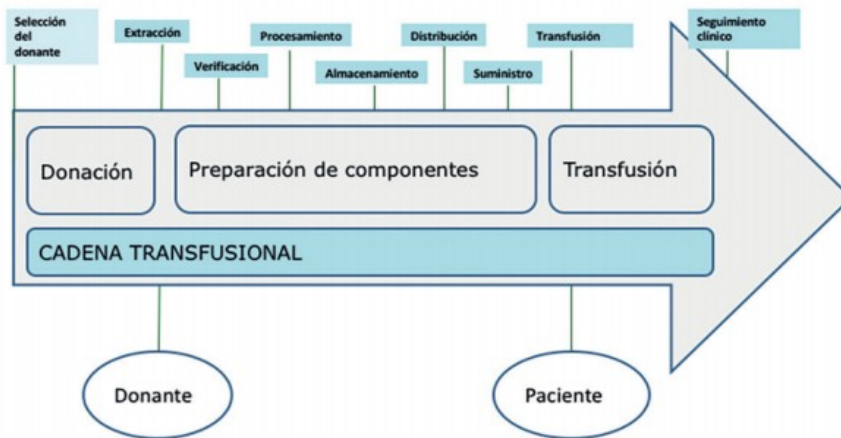 Selección
del
donante
Extracción
Verificación
Procesamiento
Almacenamiento
Distribución
Suministro
Transfusión
Seguimiento
clínico
Donación
Preparación de componentes
Transfusión
CADENA TRANSFUSIONAL
Donante
Paciente